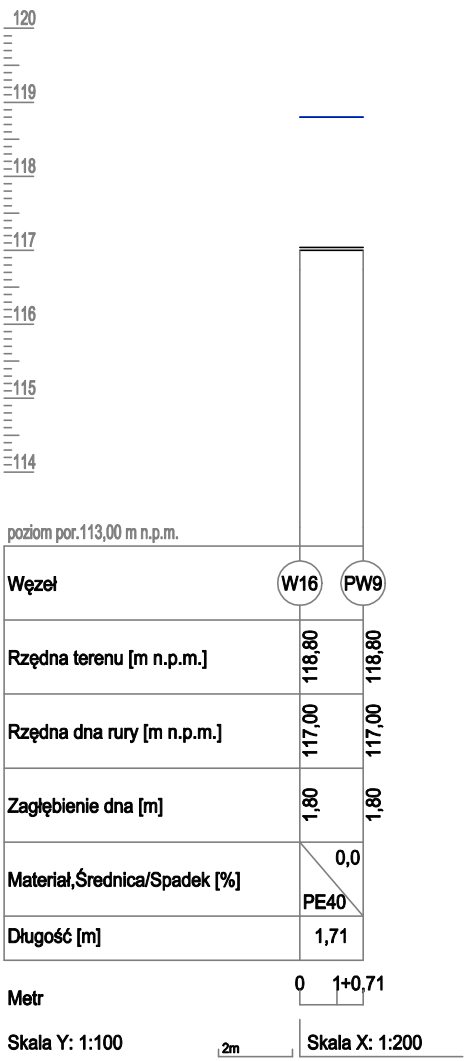 120
119
118
117
116
115
114
poziom por.113,00 m n.p.m.
Węzeł W16 PW9
Rzędna terenu [m n.p.m.] 118,80 118,80
Rzędna dna rury [m n.p.m.] 117,00 117,00
Zagłębienie dna [m] 1,80 1,80
0,0
Materiał,Średnica/Spadek [%]
PE40
Długość [m] 1,71
Metr 0 1+0,71
Skala Y: 1:100 2m Skala X: 1:200